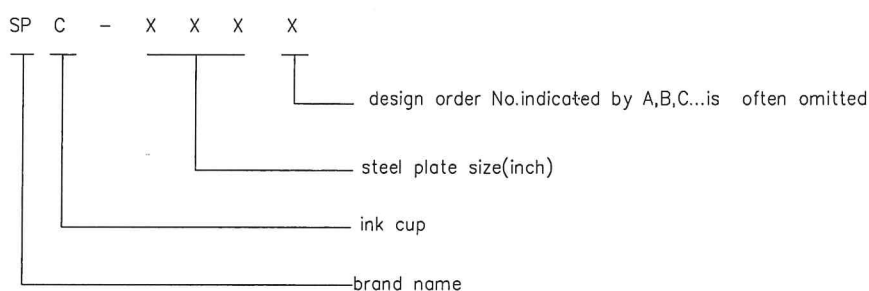 SP C - X X X X
design order No.indicated by A,B,C...is often omitted
steel plate size(inch)
ink cup
brand name